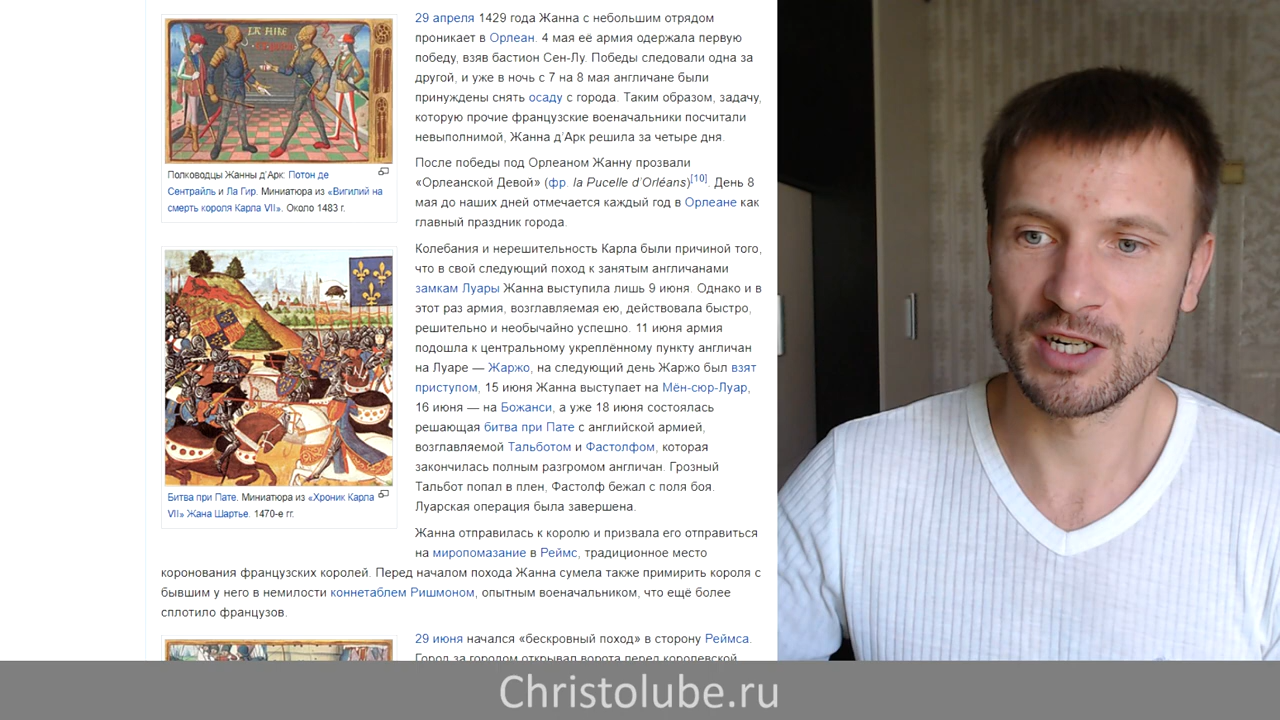 LA HIRE
Полководцы Жанны д'Арк: Потон де
Сентрайль и Ла Гир. Миниатюра из «Вигилий на
смерть короля Карла VII». Около 1483 г.
Битва при Пате. Миниатюра из «Хроник Карла
VII» Жана Шартье. 1470-е гг.
29 апреля 1429 года Жанна с небольшим отрядом
проникает в Орлеан. 4 мая её армия одержала первую
победу, взяв бастион Сен-Лу. Победы следовали одна за
другой, и уже в ночь с 7 на 8 мая англичане были
принуждены снять осаду с города. Таким образом, задачу,
которую прочие французские военачальники посчитали
невыполнимой, Жанна д'Арк решила за четыре дня.
После победы под Орлеаном Жанну прозвали
«Орлеанской Девой» (фр. la Pucelle d'Orléans)[10]. День 8
мая до наших дней отмечается каждый год в Орлеане как
главный праздник города.
Колебания и нерешительность Карла были причиной того,
что в свой следующий поход к занятым англичанами
замкам Луары Жанна выступила лишь 9 июня. Однако и в
этот раз армия, возглавляемая ею, действовала быстро,
решительно и необычайно успешно. 11 июня армия
подошла к центральному укреплённому пункту англичан
на Луаре — Жаржо, на следующий день Жаржо был взят
приступом, 15 июня Жанна выступает на Мён-сюр-Луар,
16 июня — на Божанси, а уже 18 июня состоялась
решающая битва при Пате с английской армией,
возглавляемой Тальботом и Фастолфом, которая
закончилась полным разгромом англичан. Грозный
Тальбот попал в плен, Фастолф бежал с поля боя.
Луарская операция была завершена.
Жанна отправилась к королю и призвала его отправиться
на миропомазание в Реймс, традиционное место
коронования французских королей. Перед началом похода Жанна сумела также примирить короля с
бывшим у него в немилости коннетаблем Ришмоном, опытным военачальником, что ещё более
сплотило французов.
29 июня начался «бескровный поход» в сторону Реймса.
Город за городом открывал ворота перед королевской
Christolube.ru